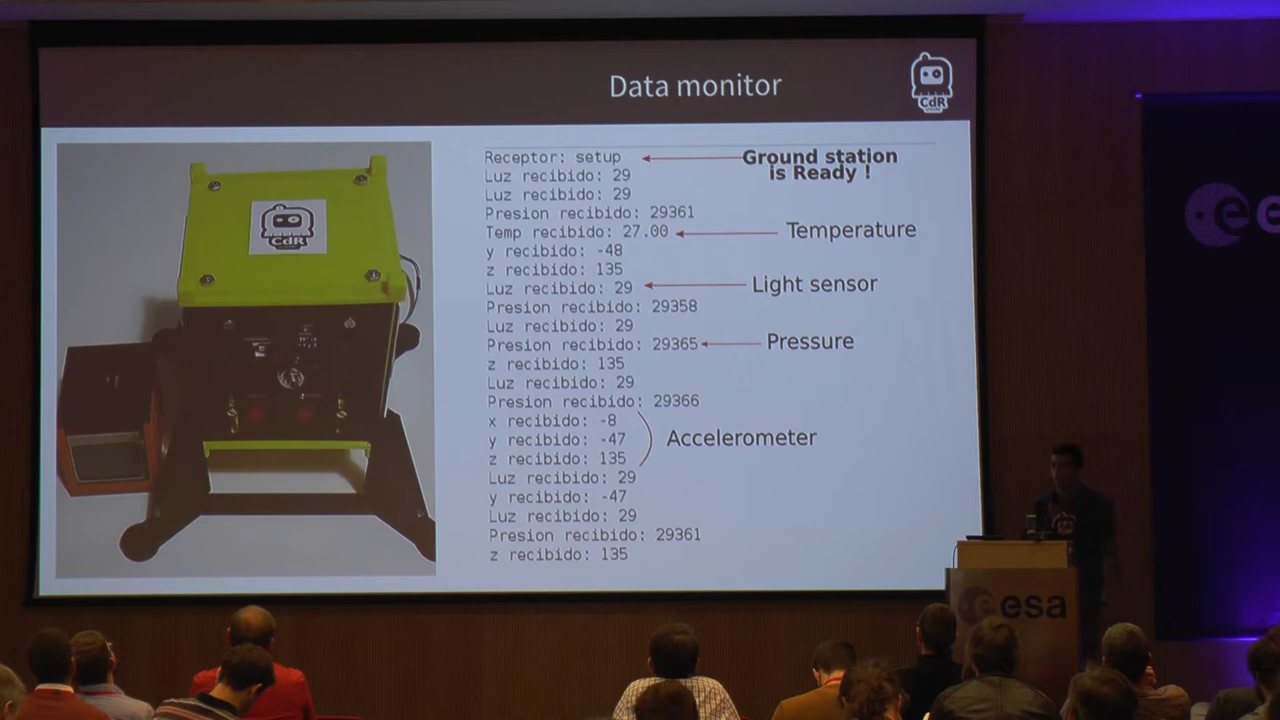 Data monitor
CdR
CdR
Receptor: setup
Ground station
is Ready !
Luz recibido: 29
Luz recibido: 29
Presion recibido: 29361
Temp recibido: 27.00
Temperature
y recibido: -48
z recibido: 135
Luz recibido: 29
Light sensor
Presion recibido: 29358
Luz recibido: 29
Presion recibido: 29365
Pressure
z recibido: 135
Luz recibido: 29
Presion recibido: 29366
x recibido: -8
y recibido: -47
Accelerometer
z recibido: 135
Luz recibido: 29
y recibido: -47
Luz recibido: 29
Presion recibido: 29361
z recibido: 135
esa